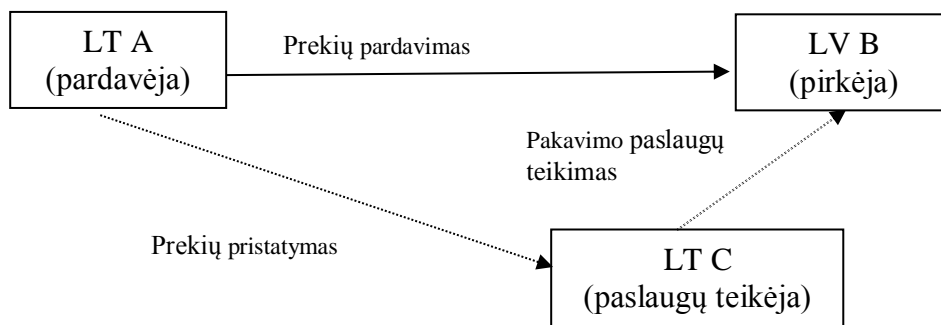 LT A
(pardavėja)
Prekių pardavimas
LV B
(pirkėja)
Pakavimo paslaugų
teikimas
Prekių pristatymas
LT C
(paslaugų teikėja)